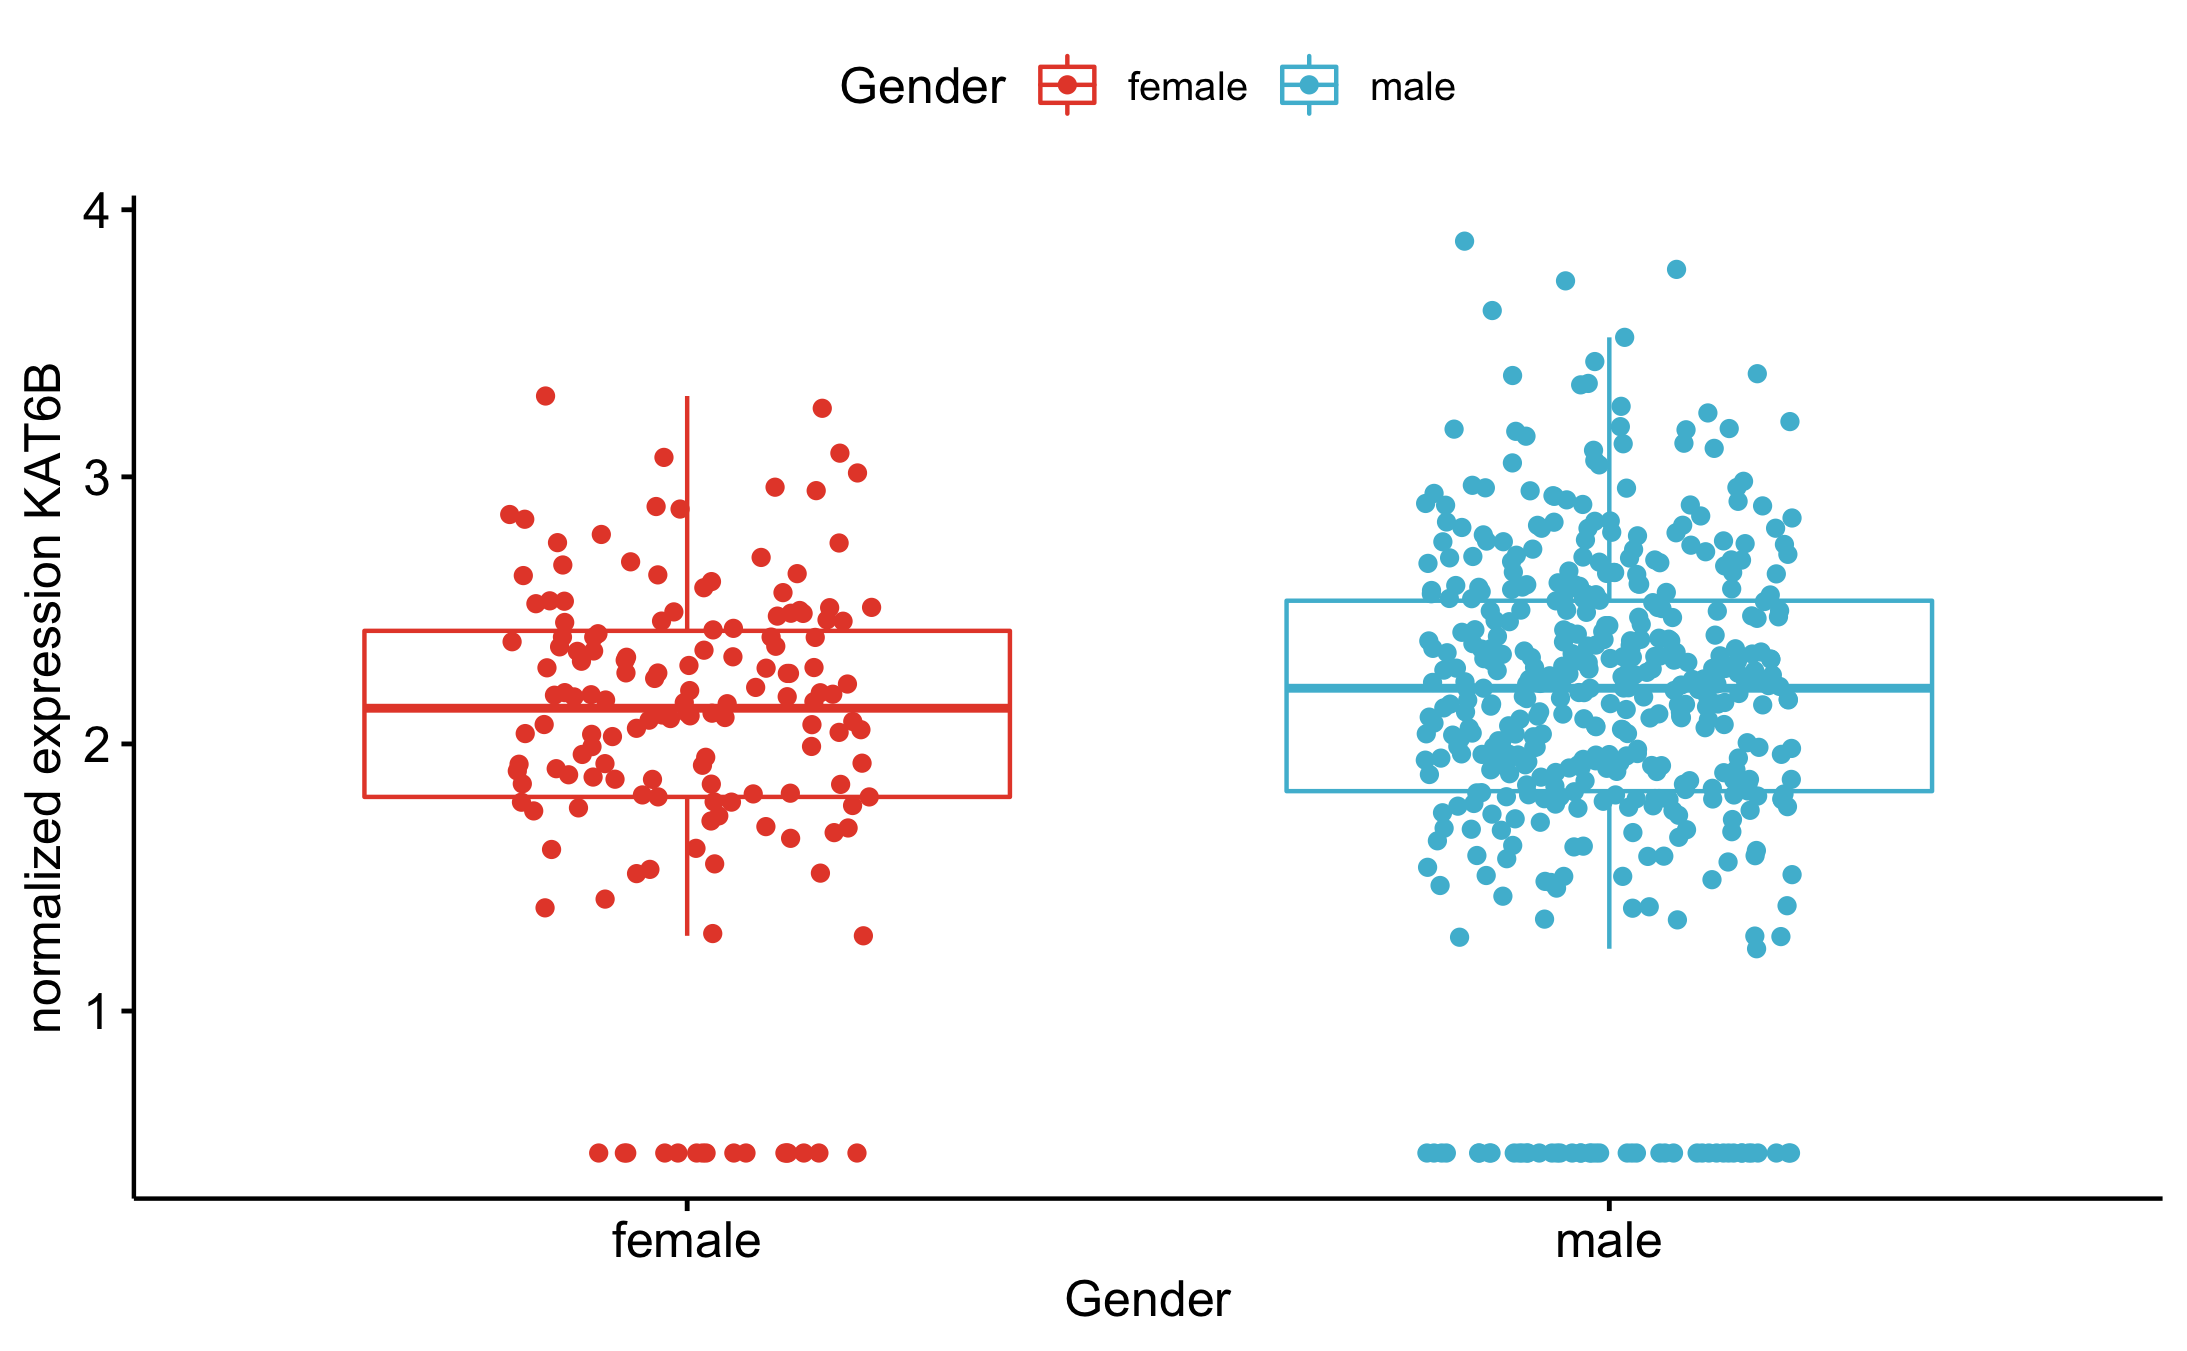 Gender female male
4
3
2
1
normalized expression KAT6B
female male
Gender